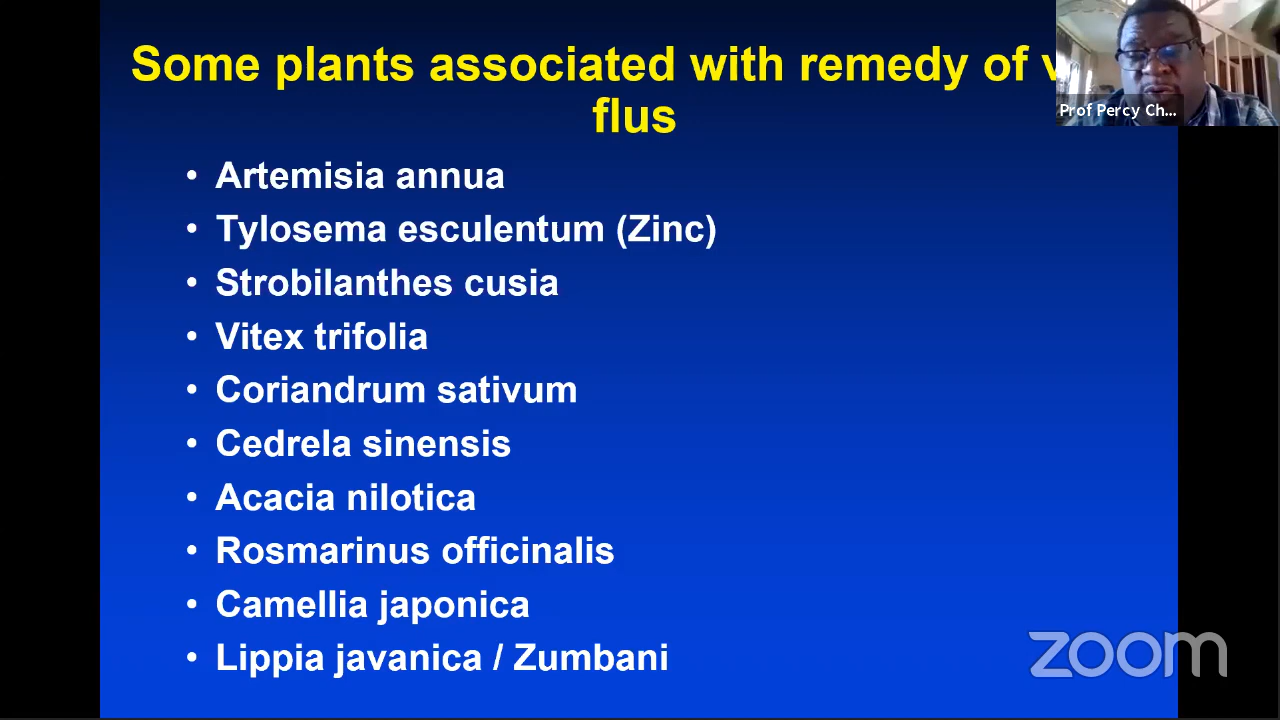 Some plants associated with remedy of
flus
• Artemisia annua
• Tylosema esculentum (Zinc)
• Strobilanthes cusia
• Vitex trifolia
• Coriandrum sativum
• Cedrela sinensis
• Acacia nilotica
• Rosmarinus officinalis
• Camellia japonica
• Lippia javanica / Zumbani
Prof Percy Ch...
zoom